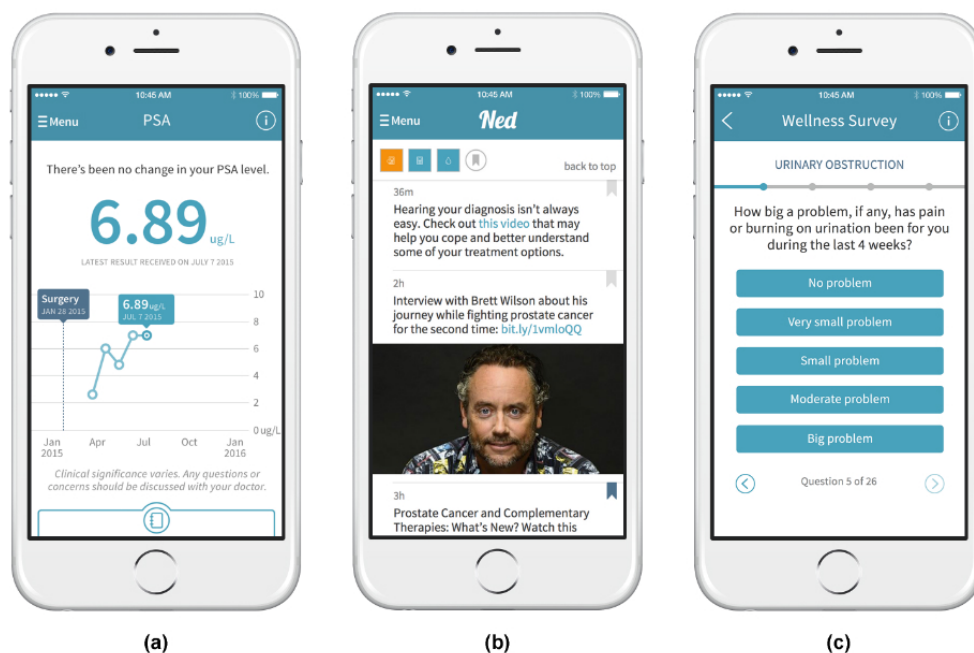 10:45 AM
100%
Menu
PSA
There's been no change in your PSA level.
6.89 ug/L
LATEST RESULT RECEIVED ON JULY 7 2015
Surgery
JAN 28 2015
6.89ug/L
JUL 7 2015
10
8
6
4
2
0 ug/L
Jan
2015
Apr
Jul
Oct
Jan
2016
Clinical significance varies. Any questions or
concerns should be discussed with your doctor.
(a)
10:45 AM
100%
Menu
Ned
back to top
36m
Hearing your diagnosis isn't always
easy. Check out this video that may
help you cope and better understand
some of your treatment options.
2h
Interview with Brett Wilson about his
journey while fighting prostate cancer
for the second time: bit.ly/1vmloQQ
3h
Prostate Cancer and Complementary
Therapies: What's New? Watch this
(b)
10:45 AM
100%
Wellness Survey
URINARY OBSTRUCTION
How big a problem, if any, has pain
or burning on urination been for you
during the last 4 weeks?
No problem
Very small problem
Small problem
Moderate problem
Big problem
Question 5 of 26
(c)